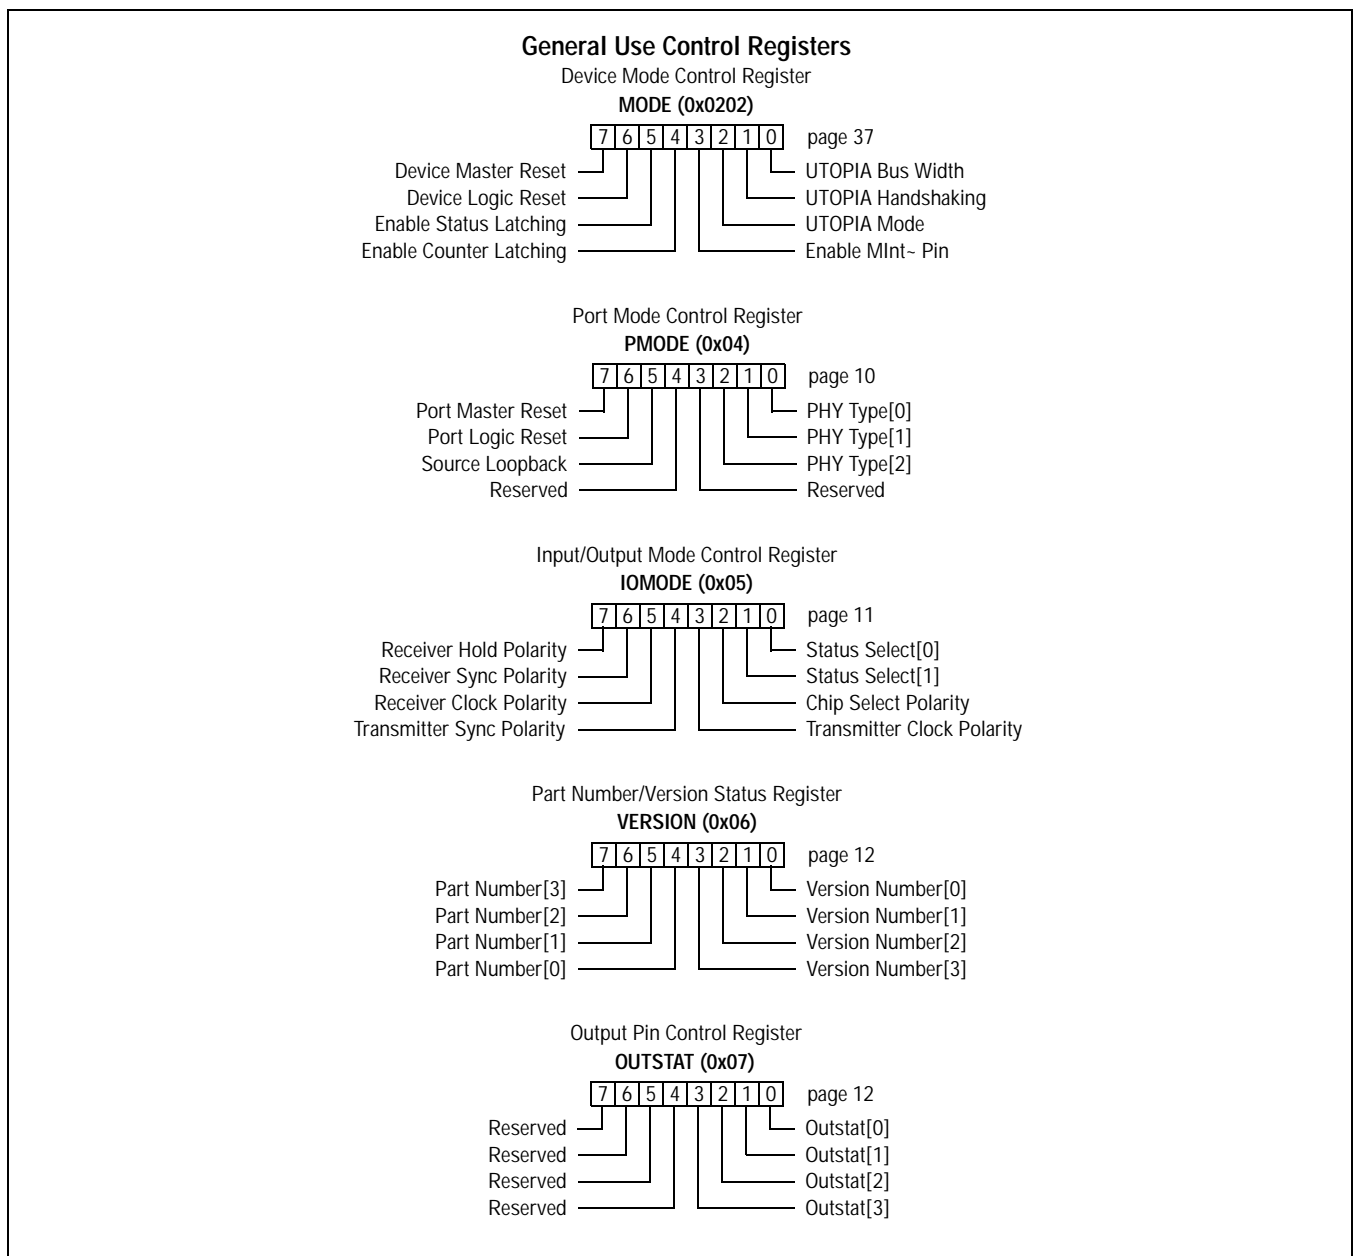 General Use Control Registers
Device Mode Control Register
MODE (0x0202)
7 6 5 4 3 2 1 0 page 37
Device Master Reset UTOPIA Bus Width
Device Logic Reset UTOPIA Handshaking
Enable Status Latching UTOPIA Mode
Enable Counter Latching Enable MInt~ Pin
Port Mode Control Register
PMODE (0x04)
7 6 5 4 3 2 1 0 page 10
Port Master Reset PHY Type[0]
Port Logic Reset PHY Type[1]
Source Loopback PHY Type[2]
Reserved Reserved
Input/Output Mode Control Register
IOMODE (0x05)
7 6 5 4 3 2 1 0 page 11
Receiver Hold Polarity Status Select[0]
Receiver Sync Polarity Status Select[1]
Receiver Clock Polarity Chip Select Polarity
Transmitter Sync Polarity Transmitter Clock Polarity
Part Number/Version Status Register
VERSION (0x06)
7 6 5 4 3 2 1 0 page 12
Part Number[3] Version Number[0]
Part Number[2] Version Number[1]
Part Number[1] Version Number[2]
Part Number[0] Version Number[3]
Output Pin Control Register
OUTSTAT (0x07)
7 6 5 4 3 2 1 0 page 12
Reserved Outstat[0]
Reserved Outstat[1]
Reserved Outstat[2]
Reserved Outstat[3]